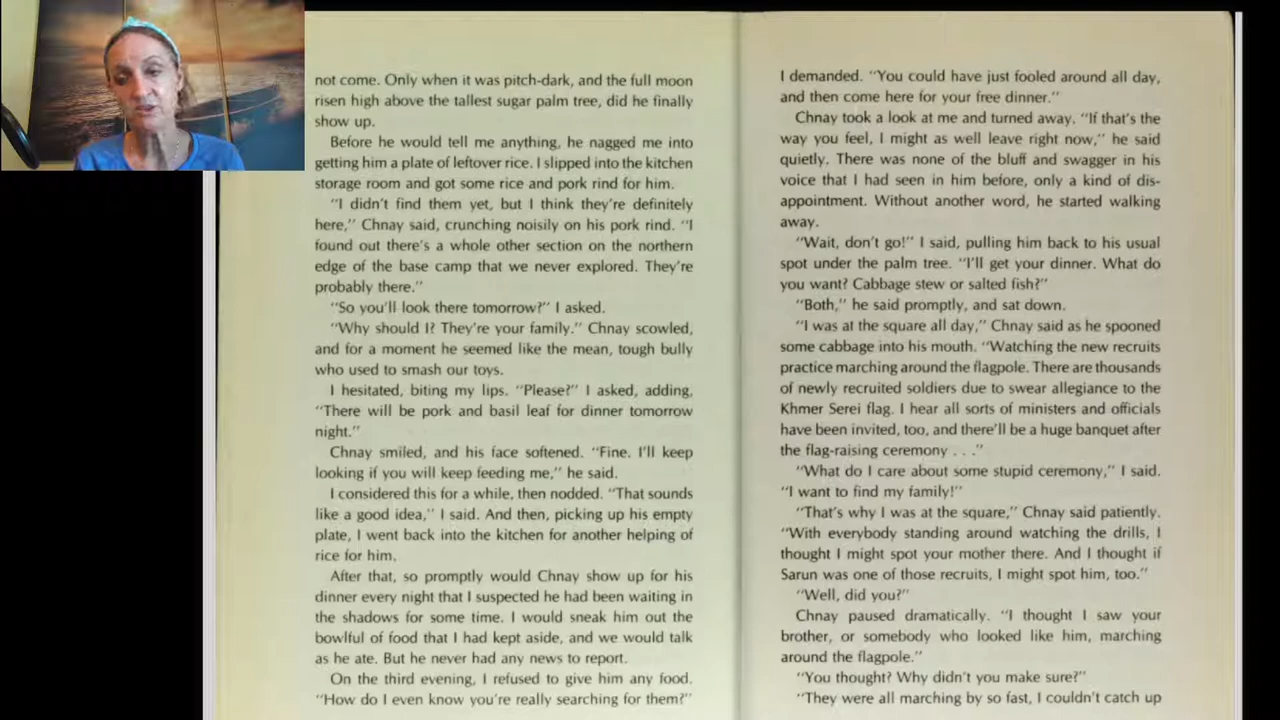 not come. Only when it was pitch-dark, and the full moon
risen high above the tallest sugar palm tree, did he finally
show up.
Before he would tell me anything, he nagged me into
getting him a plate of leftover rice. I slipped into the kitchen
storage room and got some rice and pork rind for him.
"I didn't find them yet, but I think they're definitely
here," Chnay said, crunching noisily on his pork rind. "I
found out there's a whole other section on the northern
edge of the base camp that we never explored. They're
probably there."
"So you'll look there tomorrow?" I asked.
"Why should I? They're your family." Chnay scowled,
and for a moment he seemed like the mean, tough bully
who used to smash our toys.
I hesitated, biting my lips. "Please?" I asked, adding,
"There will be pork and basil leaf for dinner tomorrow
night."
Chnay smiled, and his face softened. "Fine. I'll keep
looking if you will keep feeding me," he said.
I considered this for a while, then nodded. "That sounds
like a good idea," I said. And then, picking up his empty
plate, I went back into the kitchen for another helping of
rice for him.
After that, so promptly would Chnay show up for his
dinner every night that I suspected he had been waiting in
the shadows for some time. I would sneak him out the
bowlful of food that I had kept aside, and we would talk
as he ate. But he never had any news to report.
On the third evening, I refused to give him any food.
"How do I even know you're really searching for them?"
I demanded. "You could have just fooled around all day,
and then come here for your free dinner."
Chnay took a look at me and turned away. "If that's the
way you feel, I might as well leave right now," he said
quietly. There was none of the bluff and swagger in his
voice that I had seen in him before, only a kind of dis-
appointment. Without another word, he started walking
away.
"Wait, don't go!" I said, pulling him back to his usual
spot under the palm tree. "I'll get your dinner. What do
you want? Cabbage stew or salted fish?"
"Both," he said promptly, and sat down.
"I was at the square all day," Chnay said as he spooned
some cabbage into his mouth. "Watching the new recruits
practice marching around the flagpole. There are thousands
of newly recruited soldiers due to swear allegiance to the
Khmer Serei flag. I hear all sorts of ministers and officials
have been invited, too, and there'll be a huge banquet after
the flag-raising ceremony . . ."
"What do I care about some stupid ceremony," I said.
"I want to find my family!"
"That's why I was at the square," Chnay said patiently.
"With everybody standing around watching the drills, I
thought I might spot your mother there. And I thought if
Sarun was one of those recruits, I might spot him, too."
"Well, did you?"
Chnay paused dramatically. "I thought I saw your
brother, or somebody who looked like him, marching
around the flagpole."
"You thought? Why didn't you make sure?"
"They were all marching by so fast, I couldn't catch up